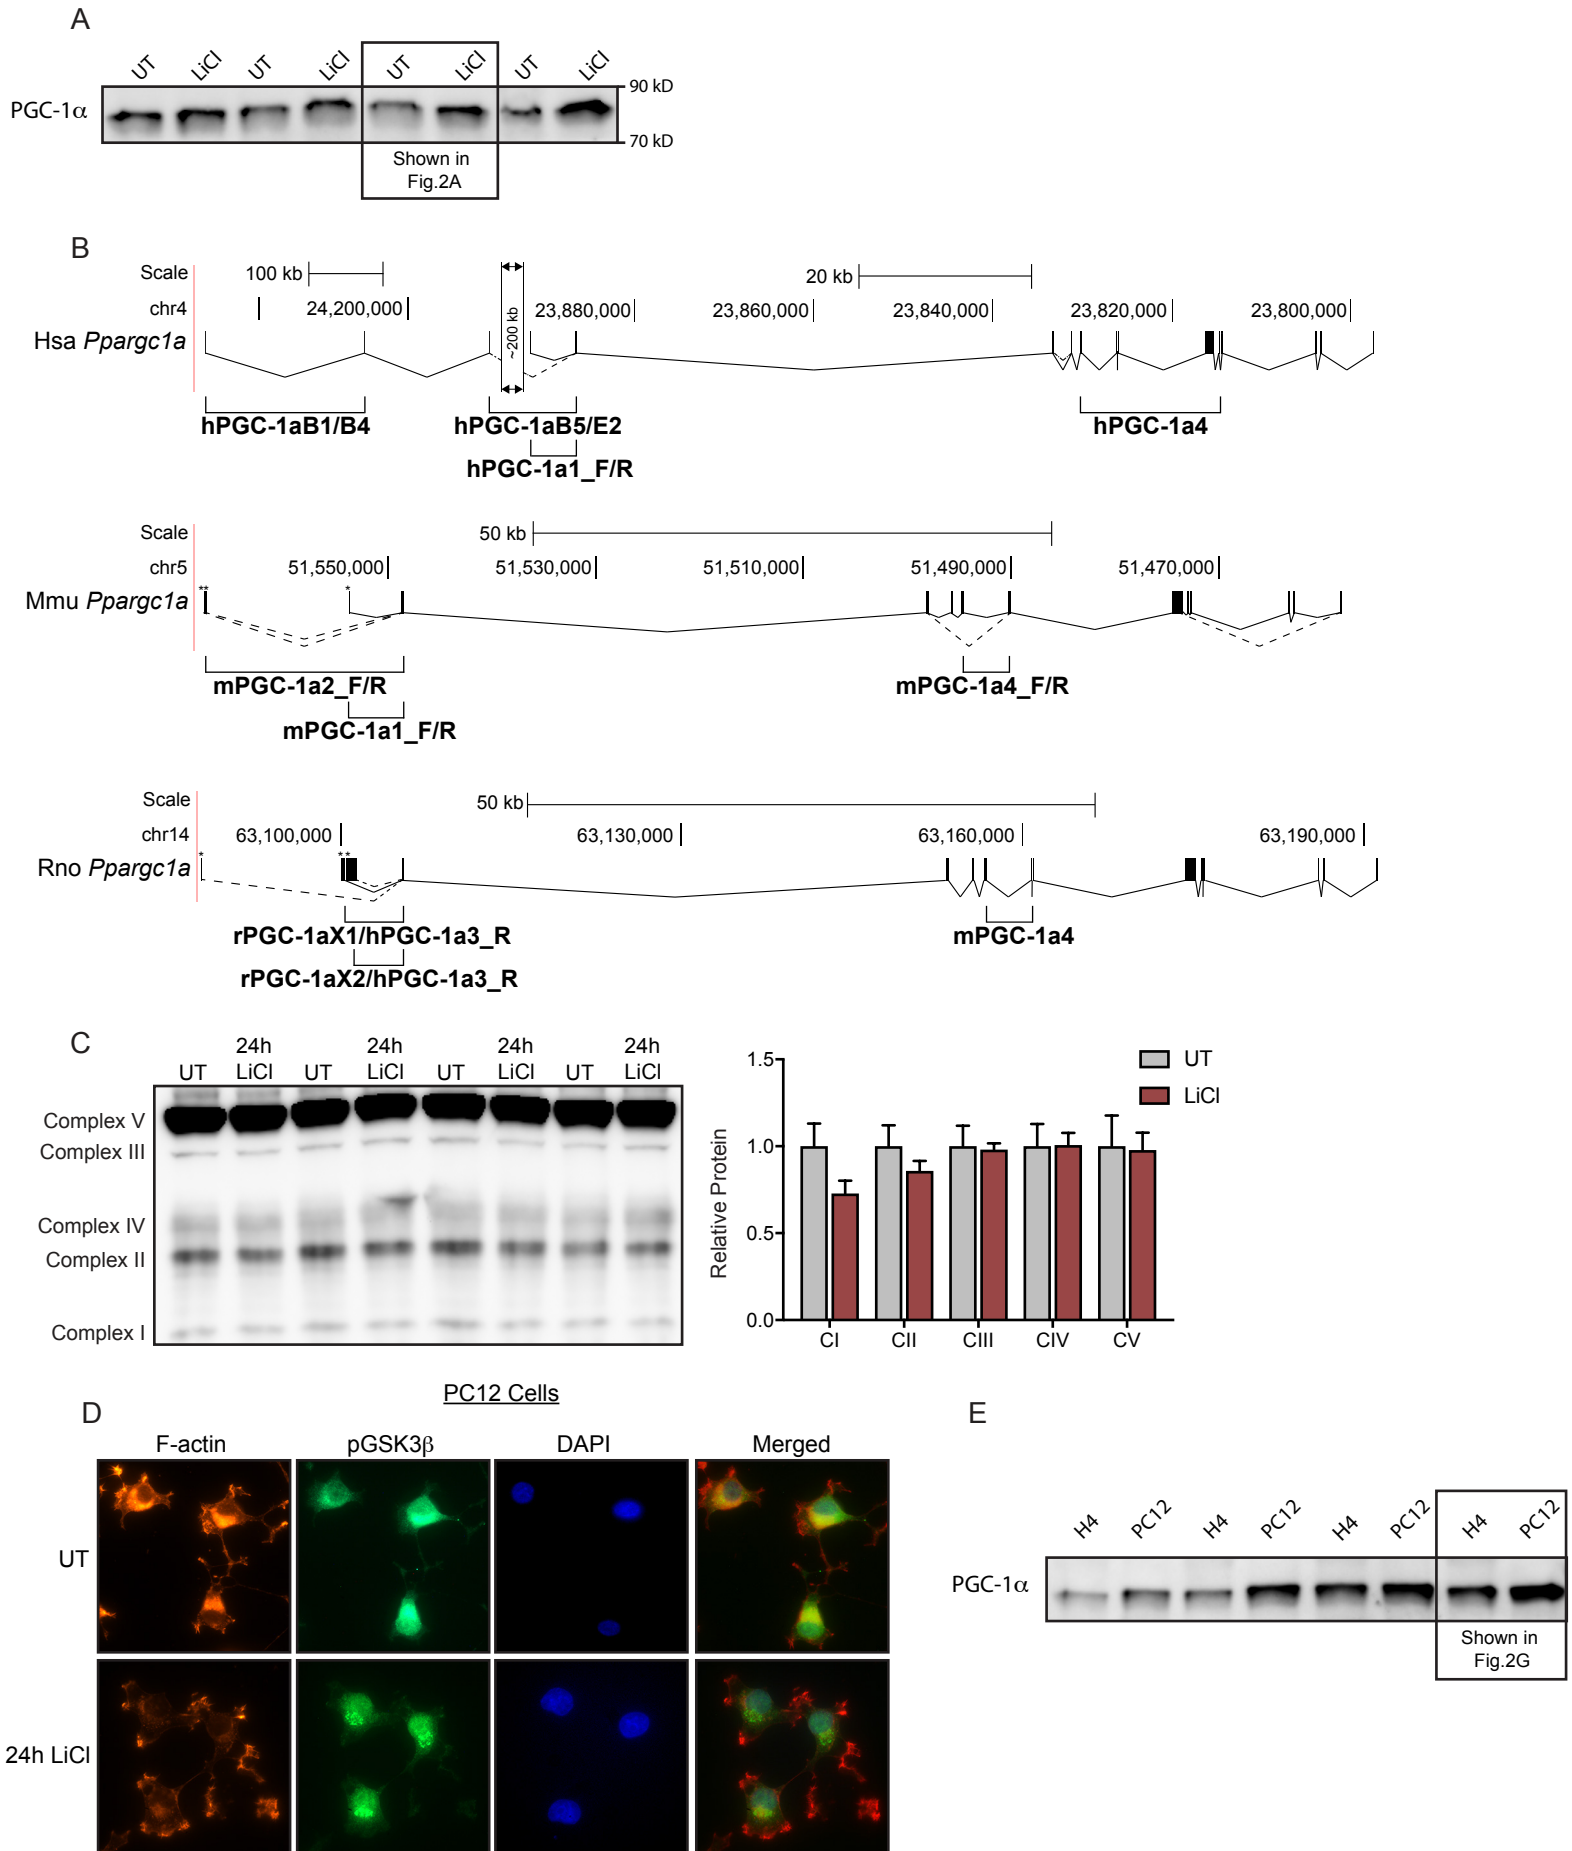 A
UT LiCl UT LiCl UT LiCl UT LiCl
PGC-1α
90 kD
70 kD
Shown in
Fig.2A
B
Scale 100 kb 20 kb
chr4 24,200,000 23,880,000 23,860,000 23,840,000 23,820,000 23,800,000
~200 kb
Hsa Ppargc1a
hPGC-1aB1/B4 hPGC-1aB5/E2 hPGC-1a4
hPGC-1a1_F/R
Scale 50 kb
chr5 51,550,000 51,530,000 51,510,000 51,490,000 51,470,000
** *
Mmu Ppargc1a
mPGC-1a2_F/R mPGC-1a4_F/R
mPGC-1a1_F/R
Scale 50 kb
chr14 63,100,000 63,130,000 63,160,000 63,190,000
* * *
Rno Ppargc1a
rPGC-1aX1/hPGC-1a3_R mPGC-1a4
rPGC-1aX2/hPGC-1a3_R
C
24h 24h 24h 24h
UT LiCl UT LiCl UT LiCl UT LiCl
Complex V
Complex III
Complex IV
Complex II
Complex I
Relative Protein
1.5
1.0
0.5
0.0
CI CII CIII CIV CV
UT
LiCl
PC12 Cells
D
F-actin pGSK3β DAPI Merged
UT
24h LiCl
E
H4 PC12 H4 PC12 H4 PC12 H4 PC12
PGC-1α
Shown in
Fig.2G